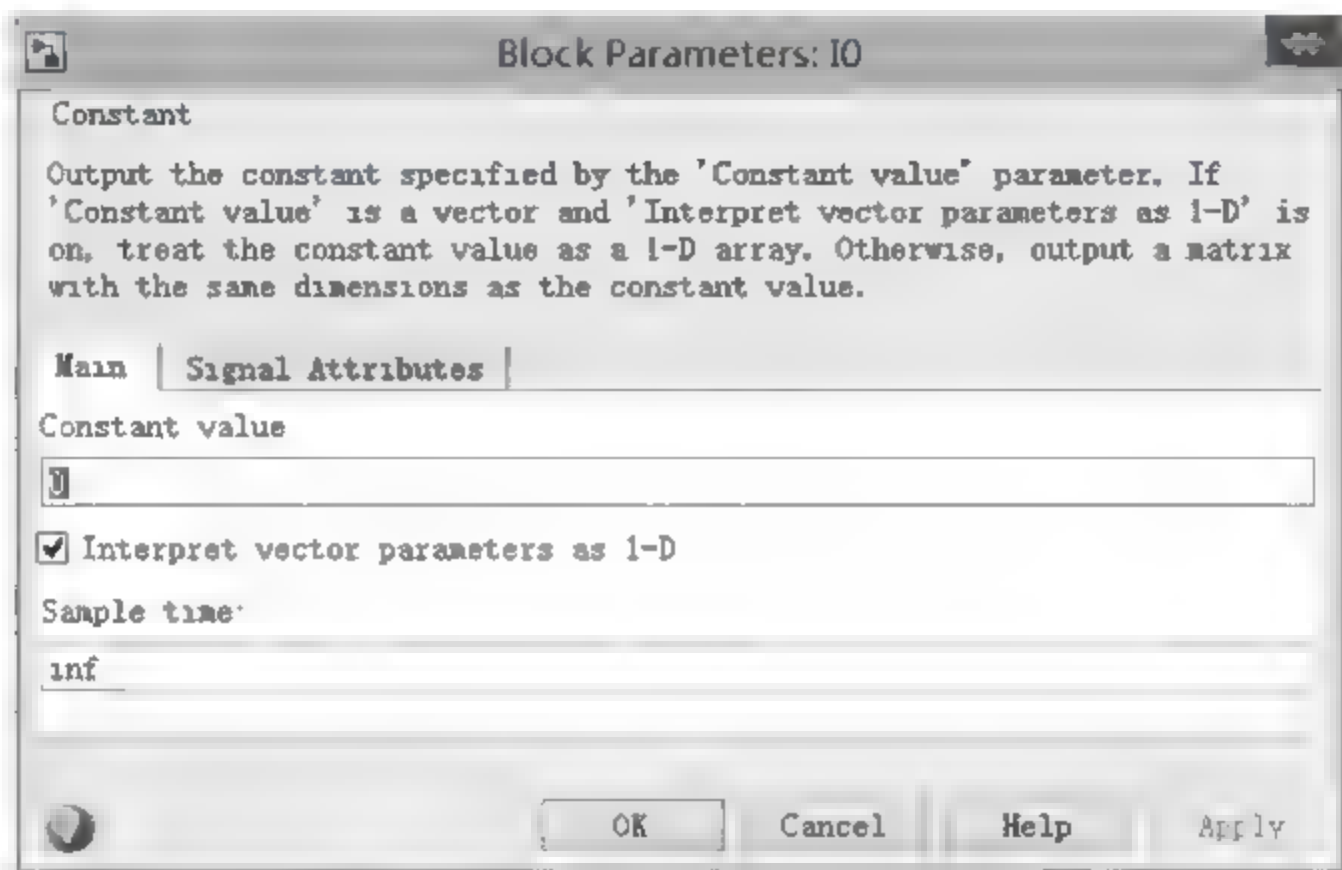 Block Parameters: I0
Constant
Output the constant specified by the 'Constant value' parameter. If
'Constant value' is a vector and 'Interpret vector parameters as 1-D' is
on, treat the constant value as a 1-D array. Otherwise, output a matrix
with the same dimensions as the constant value.
Main Signal Attributes
Constant value
Interpret vector parameters as 1-D
Sample time:
inf
OK Cancel Help Apply